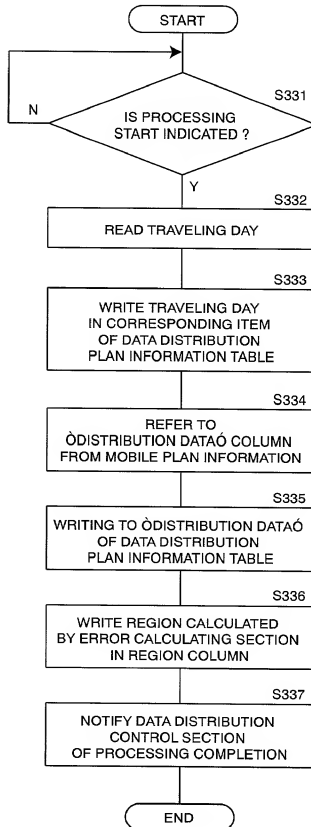 START
S331
N
IS PROCESSING
START INDICATED ?
Y
S332
READ TRAVELING DAY
S333
WRITE TRAVELING DAY
IN CORRESPONDING ITEM
OF DATA DISTRIBUTION
PLAN INFORMATION TABLE
S334
REFER TO
ÒDISTRIBUTION DATAÓ COLUMN
FROM MOBILE PLAN INFORMATION
S335
WRITING TO ÒDISTRIBUTION DATAÓ
OF DATA DISTRIBUTION
PLAN INFORMATION TABLE
S336
WRITE REGION CALCULATED
BY ERROR CALCULATING SECTION
IN REGION COLUMN
S337
NOTIFY DATA DISTRIBUTION
CONTROL SECTION
OF PROCESSING COMPLETION
END